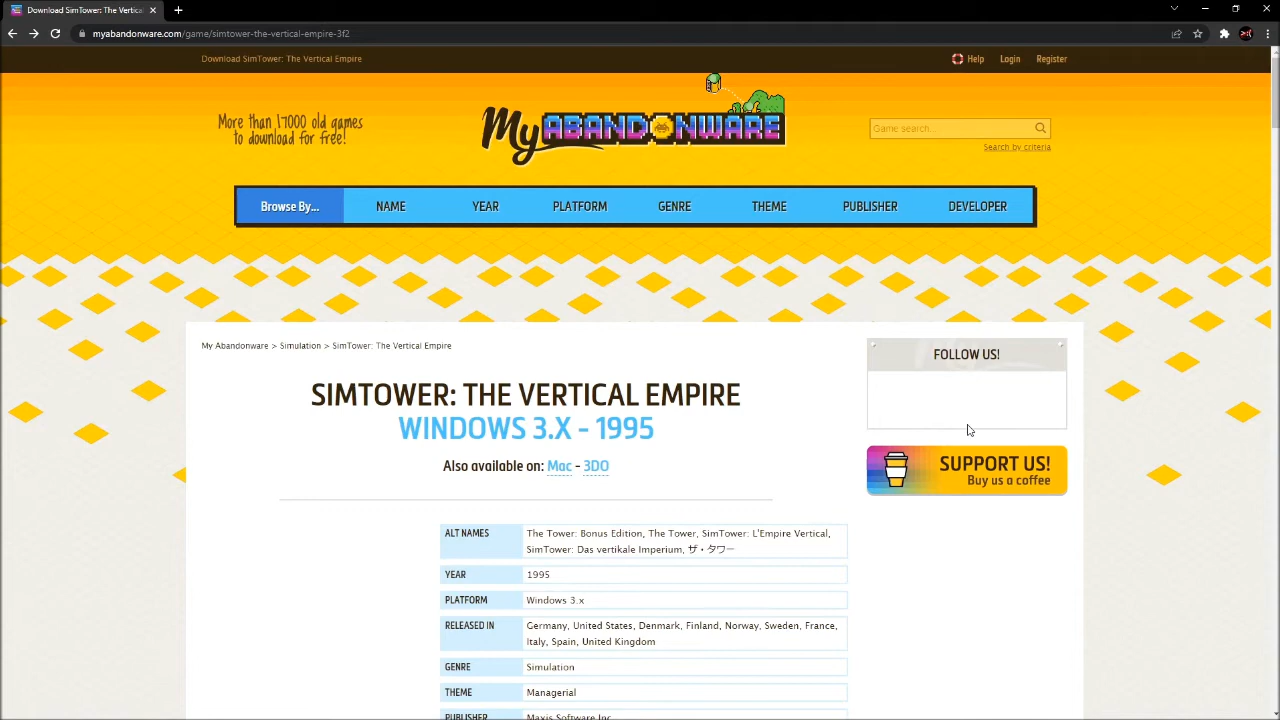 Download SimTower: The Vertical
myabandonware.com/game/simtower-the-vertical-empire-3f2
Download SimTower: The Vertical Empire
Help
Login
Register
More than 17000 old games
to download for free!
My ABANDONWARE
Game search...
Search by criteria
Browse By...
NAME
YEAR
PLATFORM
GENRE
THEME
PUBLISHER
DEVELOPER
My Abandonware > Simulation > SimTower: The Vertical Empire
SIMTOWER: THE VERTICAL EMPIRE
WINDOWS 3.X - 1995
Also available on: Mac - 3DO
ALT NAMES
The Tower: Bonus Edition, The Tower, SimTower: L'Empire Vertical,
SimTower: Das vertikale Imperium, ザ・タワー
YEAR
1995
PLATFORM
Windows 3.x
RELEASED IN
Germany, United States, Denmark, Finland, Norway, Sweden, France,
Italy, Spain, United Kingdom
GENRE
Simulation
THEME
Managerial
PUBLISHER
Maxis Software Inc.
FOLLOW US!
SUPPORT US!
Buy us a coffee